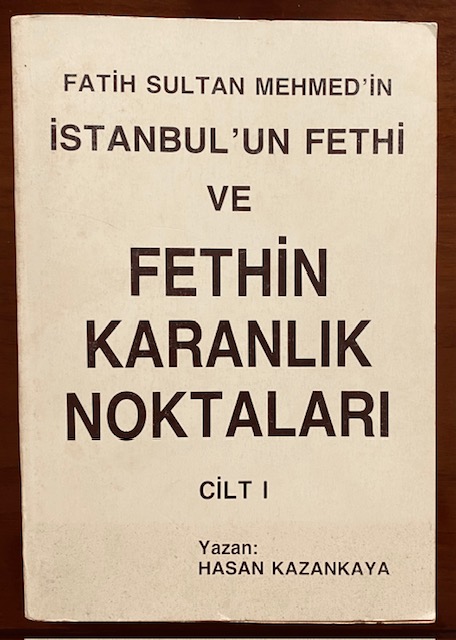 FATİH SULTAN MEHMED'İN
İSTANBUL'UN FETHİ
VE
FETHİN
KARANLIK
NOKTALARI
CİLT I
Yazan:
HASAN KAZANKAYA